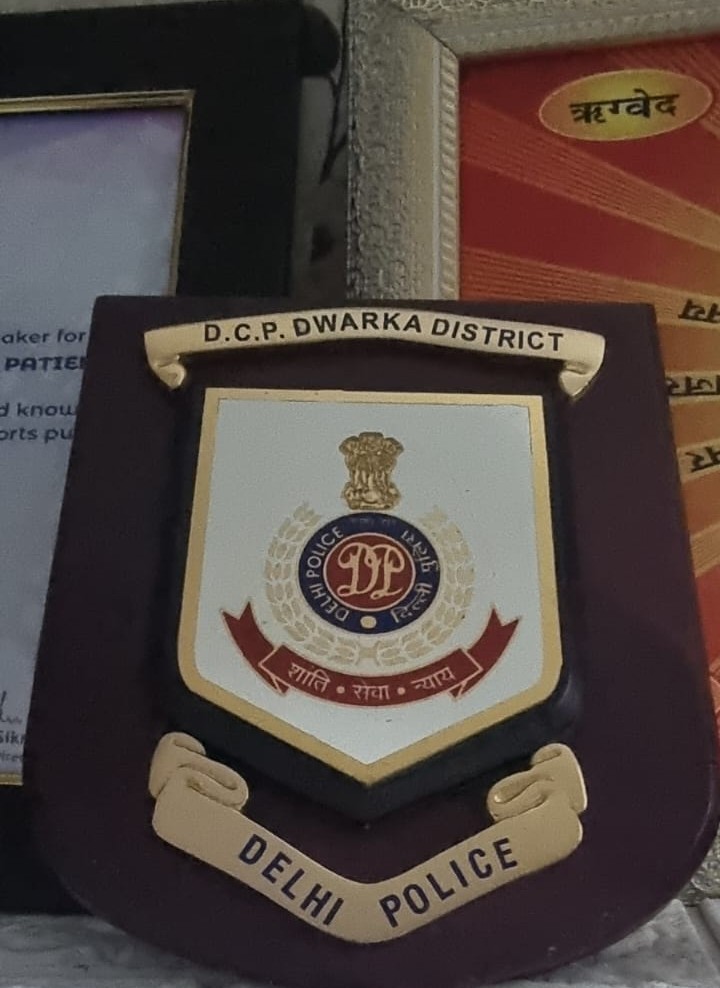 ऋग्वेद
aker for
PATIE
d know
orts pu
D.C.P. DWARKA DISTRICT
DELHI POLICE
दिल्ली पुलिस
DP
शांति • सेवा • न्याय
DELHI POLICE